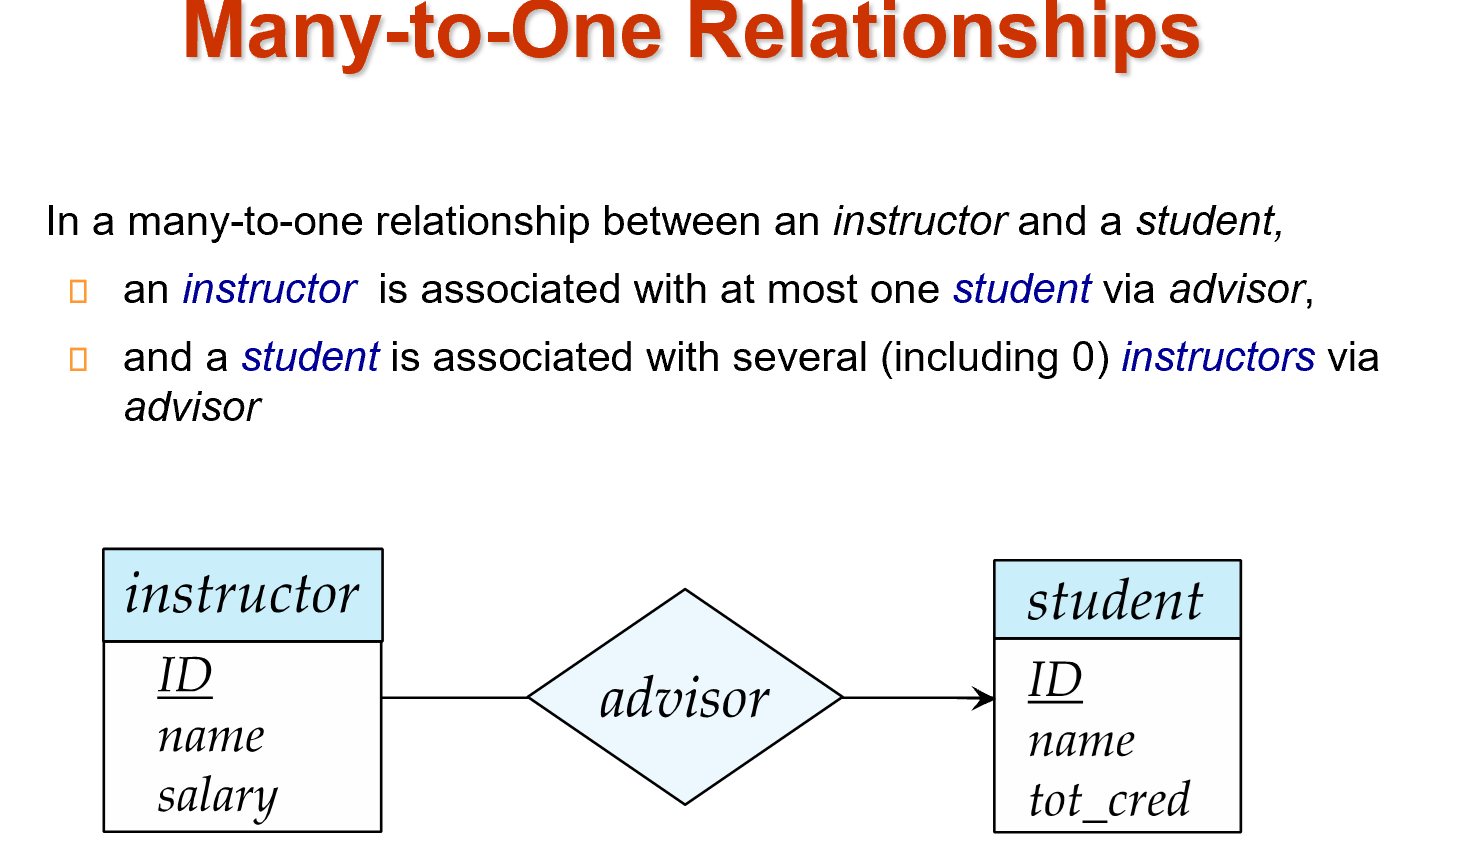 Many-to-One Relationships
In a many-to-one relationship between an instructor and a student,
an instructor is associated with at most one student via advisor,
and a student is associated with several (including 0) instructors via
advisor
instructor
ID
name
salary
advisor
student
ID
name
tot_cred